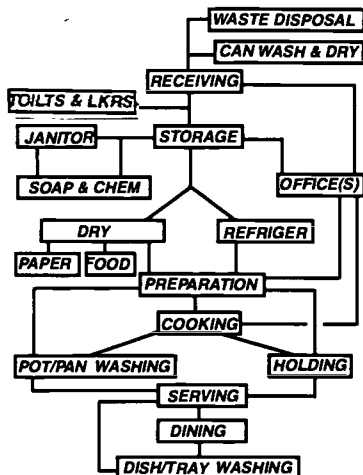 WASTE DISPOSAL
CAN WASH & DRY
RECEIVING
TOILTS & LKRS
JANITOR
STORAGE
SOAP & CHEM
OFFICE(S)
DRY
REFRIGER
PAPER
FOOD
PREPARATION
COOKING
POT/PAN WASHING
HOLDING
SERVING
DINING
DISH/TRAY WASHING